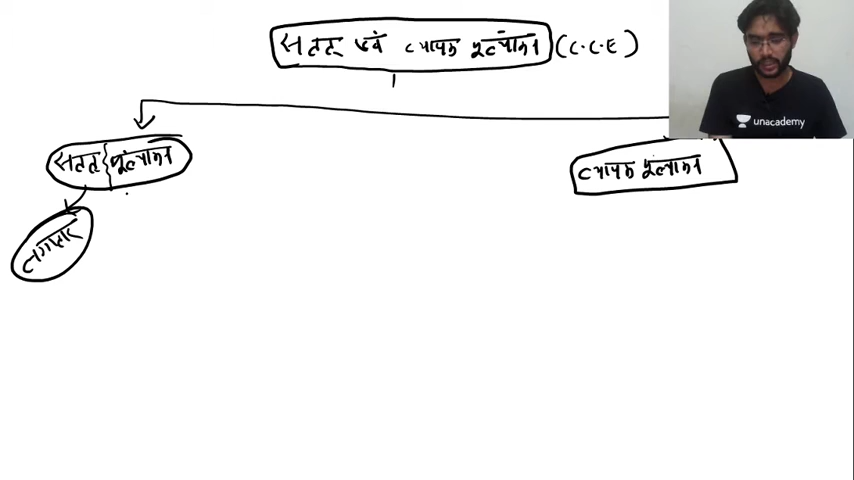 सतत एवं व्यापक मूल्यांकन (C.C.E)
सतत मूल्यांकन
व्यापक मूल्यांकन
लगातार
unacademy